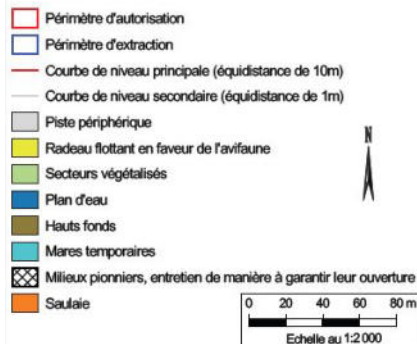 Périmètre d'autorisation
Périmètre d'extraction
Courbe de niveau principale (équidistance de 10m)
Courbe de niveau secondaire (équidistance de 1m)
Piste périphérique
Radeau flottant en faveur de l'avifaune
Secteurs végétalisés
Plan d'eau
Hauts fonds
Mares temporaires
Milieux pionniers, entretien de manière à garantir leur ouverture
Saulaie
N
0 20 40 60 80 m
Echelle au 1:2 000